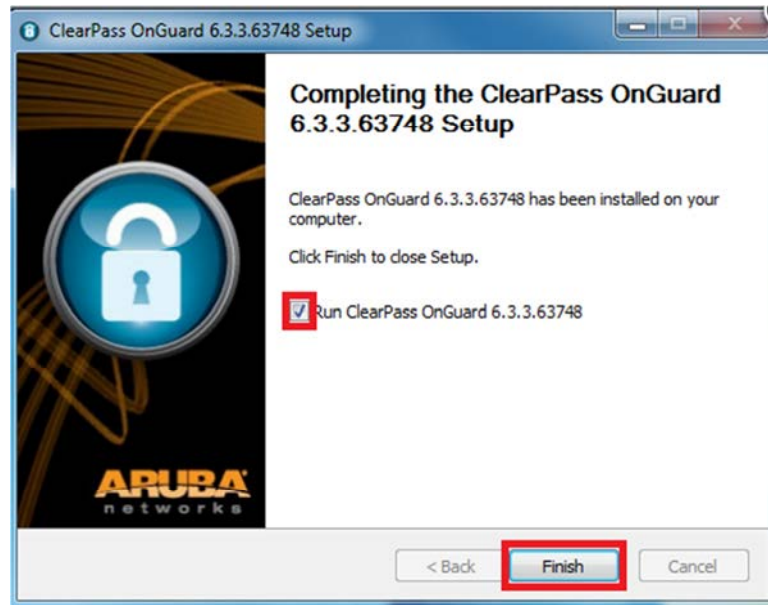 ClearPass OnGuard 6.3.3.63748 Setup
Completing the ClearPass OnGuard
6.3.3.63748 Setup
ClearPass OnGuard 6.3.3.63748 has been installed on your
computer.
Click Finish to close Setup.
Run ClearPass OnGuard 6.3.3.63748
ARUBA
networks
< Back
Finish
Cancel